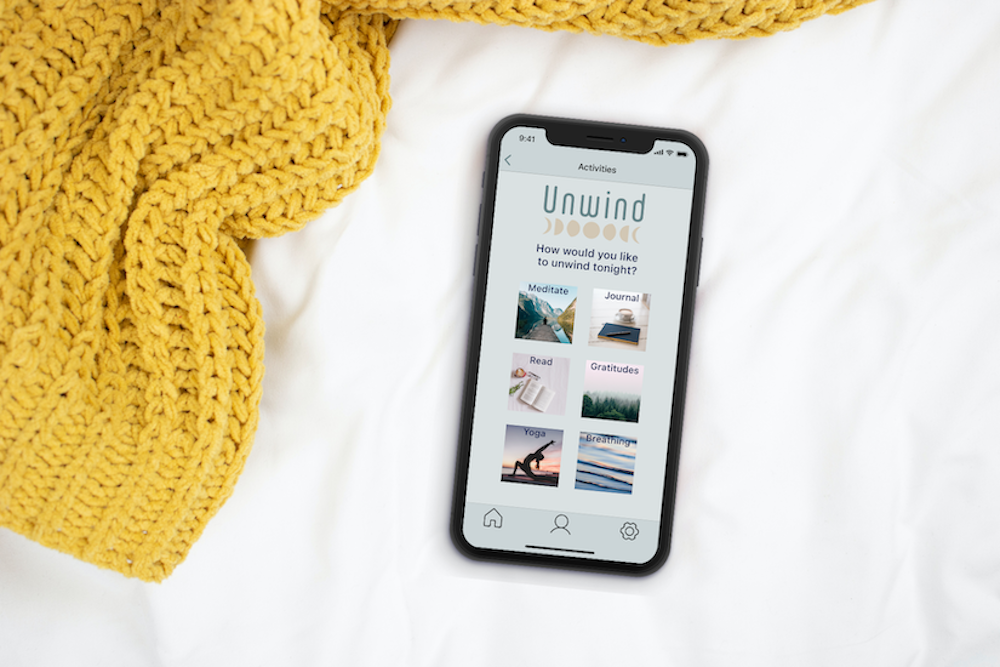 9:41
Activities
Unwind
How would you like
to unwind tonight?
Meditate
Journal
Read
Gratitudes
Yoga
Breathing